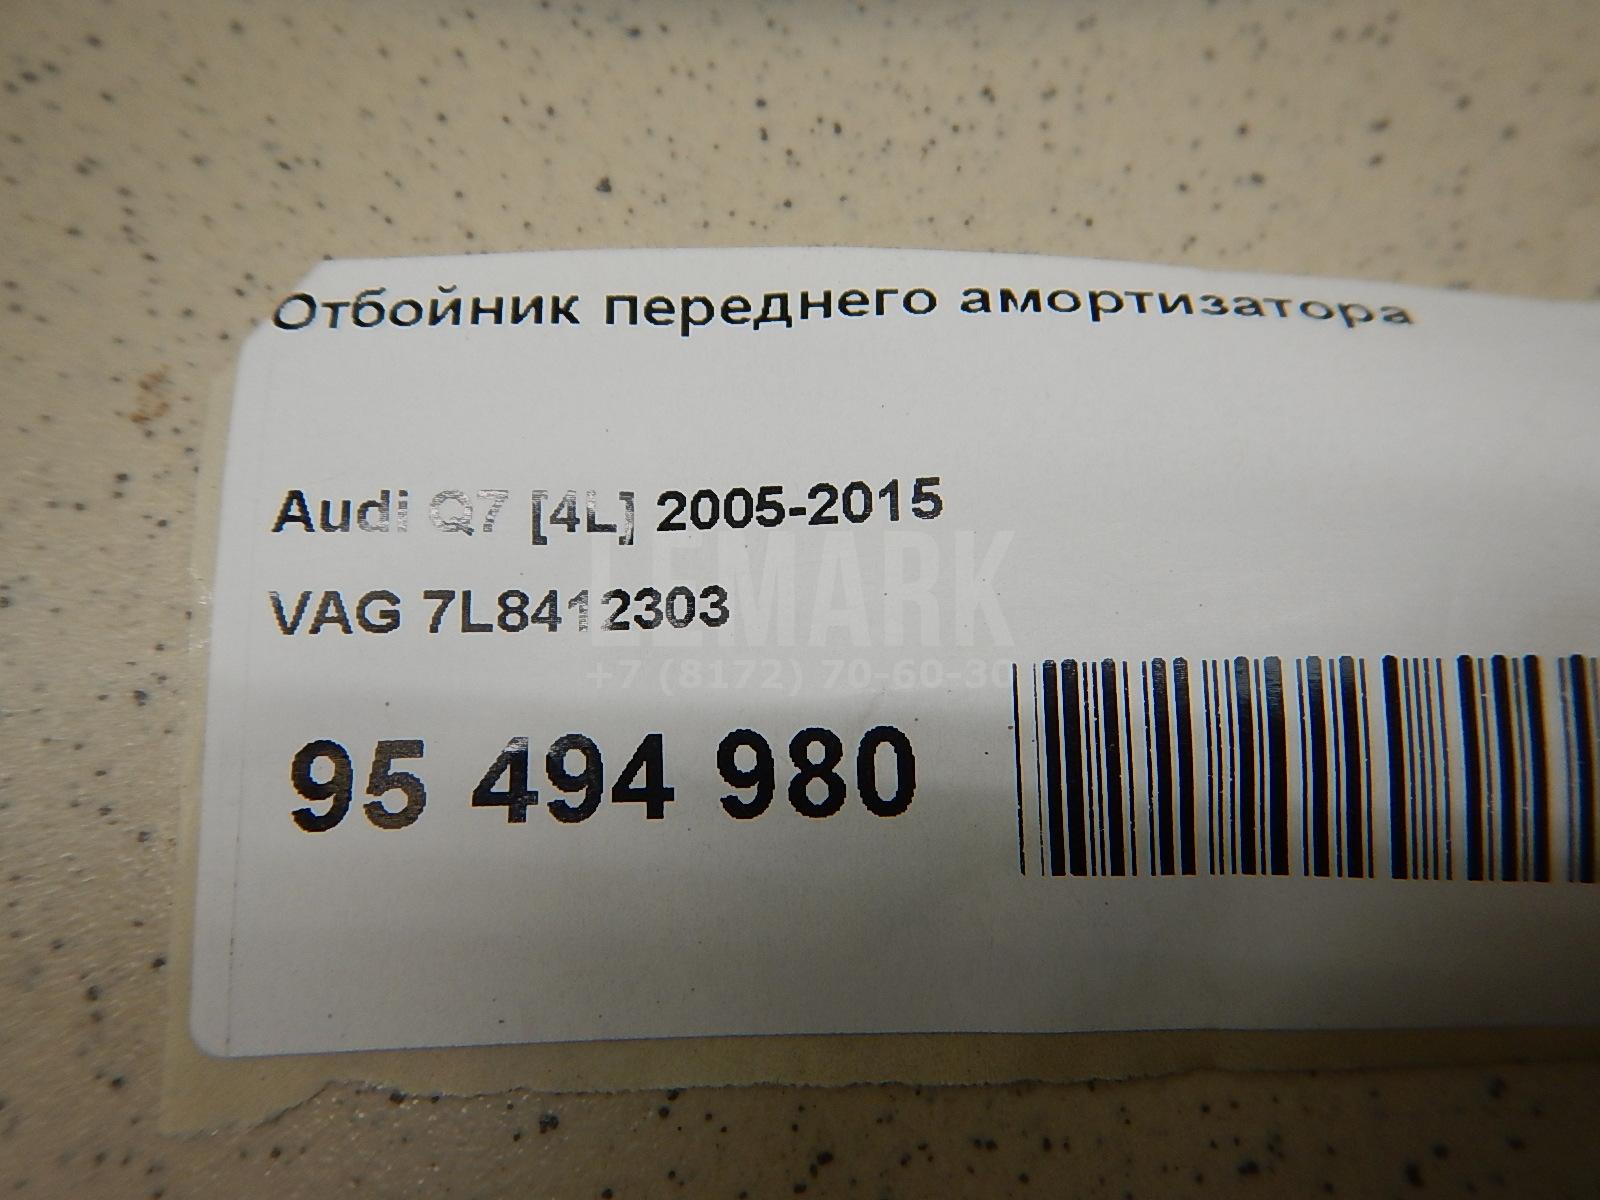 Отбойник переднего амортизатора
Audi Q7 [4L] 2005-2015
VAG 7L8412303
LEMARK
+7 (8172) 70-60-30
95 494 980